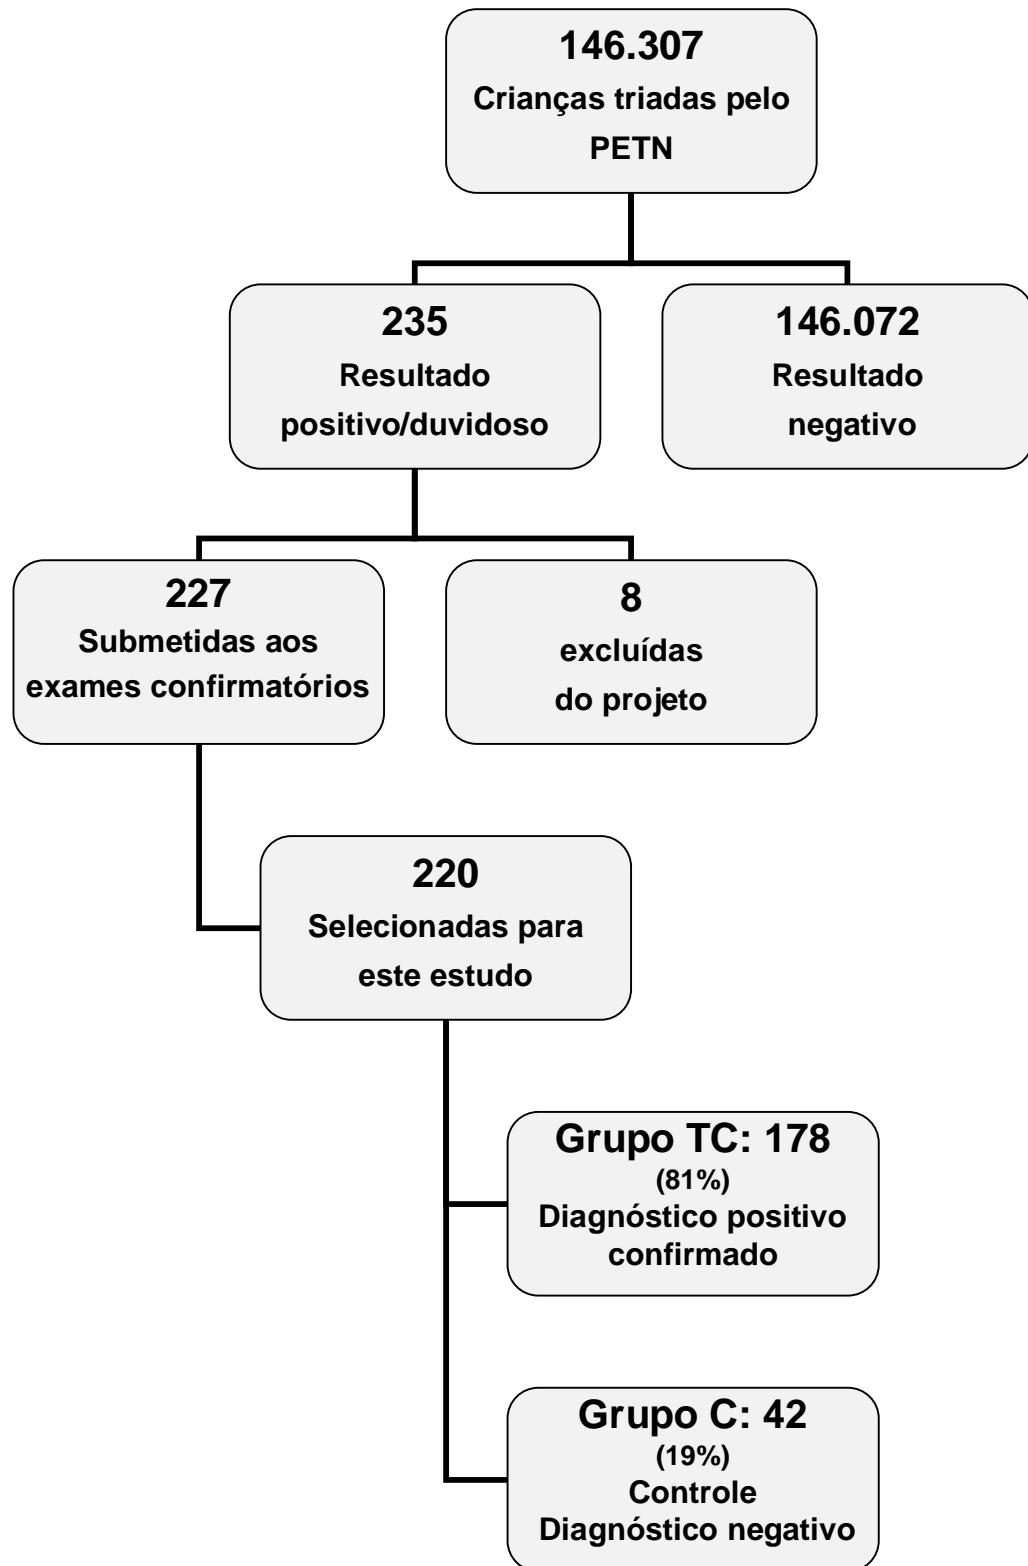 146.307
Crianças triadas pelo
PETN
235
Resultado
positivo/duvidoso
146.072
Resultado
negativo
227
Submetidas aos
exames confirmatórios
8
excluídas
do projeto
220
Selecionadas para
este estudo
Grupo TC: 178
(81%)
Diagnóstico positivo
confirmado
Grupo C: 42
(19%)
Controle
Diagnóstico negativo